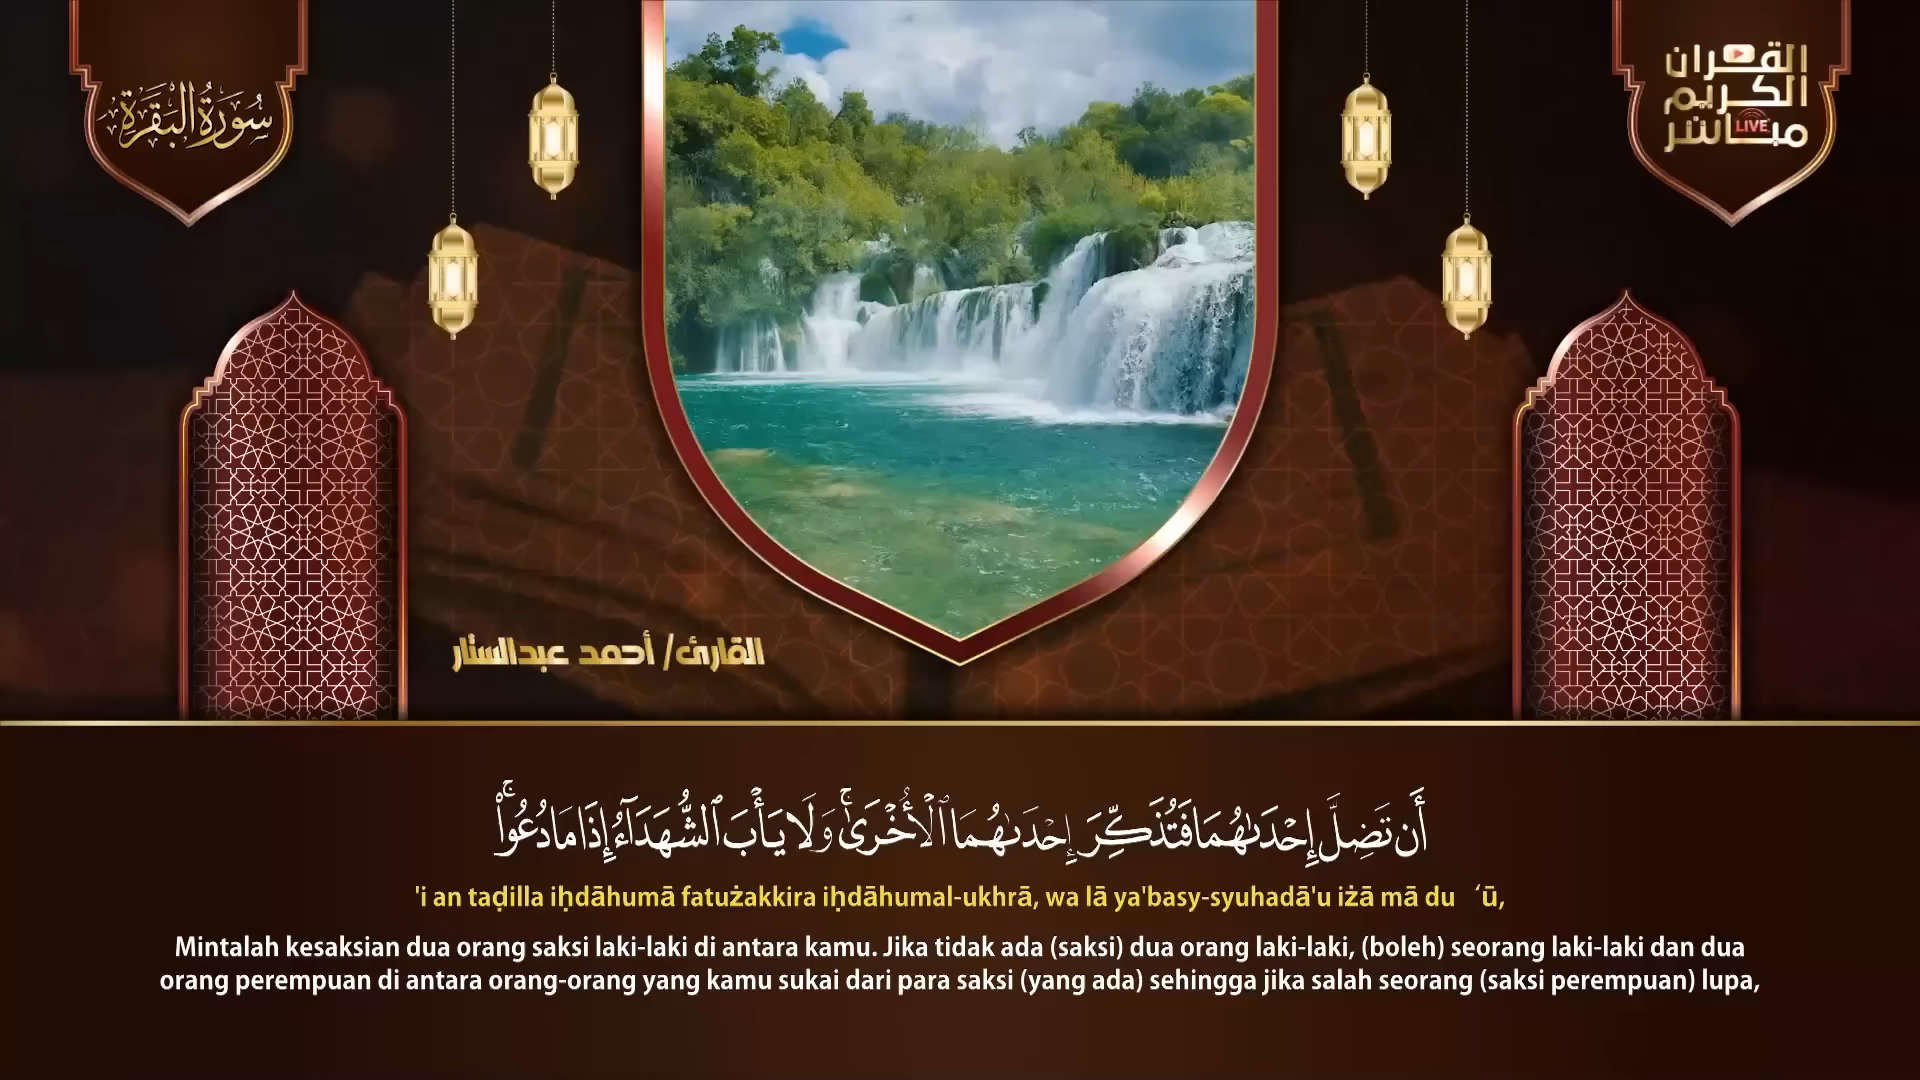 سُورَةُ البَقَرَةِ
القرآن
الكريم
مباشر
LIVE
القارئ/ أحمد عبدالستار
أَن تَضِلَّ إِحْدَىٰهُمَا فَتُذَكِّرَ إِحْدَىٰهُمَا ٱلْأُخْرَىٰۚ وَلَا يَأْبَ ٱلشُّهَدَآءُ إِذَا مَا دُعُوا۟ۚ
'i an taḍilla iḥdāhumā fatużakkira iḥdāhumal-ukhrā, wa lā ya'basy-syuhadā'u iżā mā du ‘ū,
Mintalah kesaksian dua orang saksi laki-laki di antara kamu. Jika tidak ada (saksi) dua orang laki-laki, (boleh) seorang laki-laki dan dua
orang perempuan di antara orang-orang yang kamu sukai dari para saksi (yang ada) sehingga jika salah seorang (saksi perempuan) lupa,